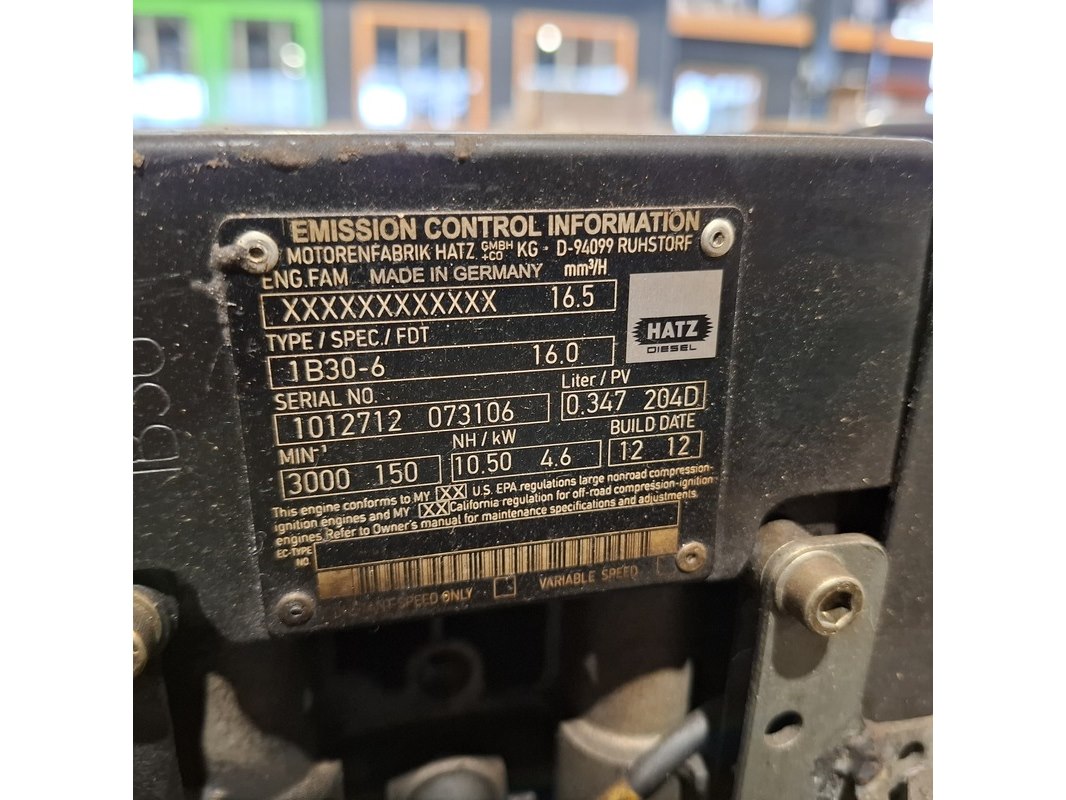 EMISSION CONTROL INFORMATION
MOTORENFABRIK HATZ GMBH +CO KG - D-94099 RUHSTORF
ENG.FAM. MADE IN GERMANY mm³/H
XXXXXXXXXXXX 16.5
HATZ
DIESEL
TYPE / SPEC./ FDT
1B30-6 16.0
SERIAL NO. Liter / PV
1012712 073106 0.347 204D
MIN-¹ NH / kW BUILD DATE
3000 150 10.50 4.6 12 12
This engine conforms to MY XX U.S. EPA regulations large nonroad compression-
ignition engines and MY XX California regulation for off-road compression-ignition
engines. Refer to Owner's manual for maintenance specifications and adjustments.
EC-TYPE
NO
SPEED ONLY VARIABLE SPEED
1B30